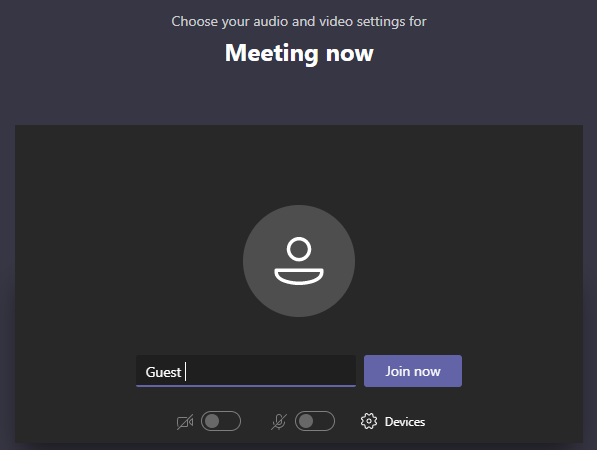 Choose your audio and video settings for
Meeting now
Guest
Join now
Devices